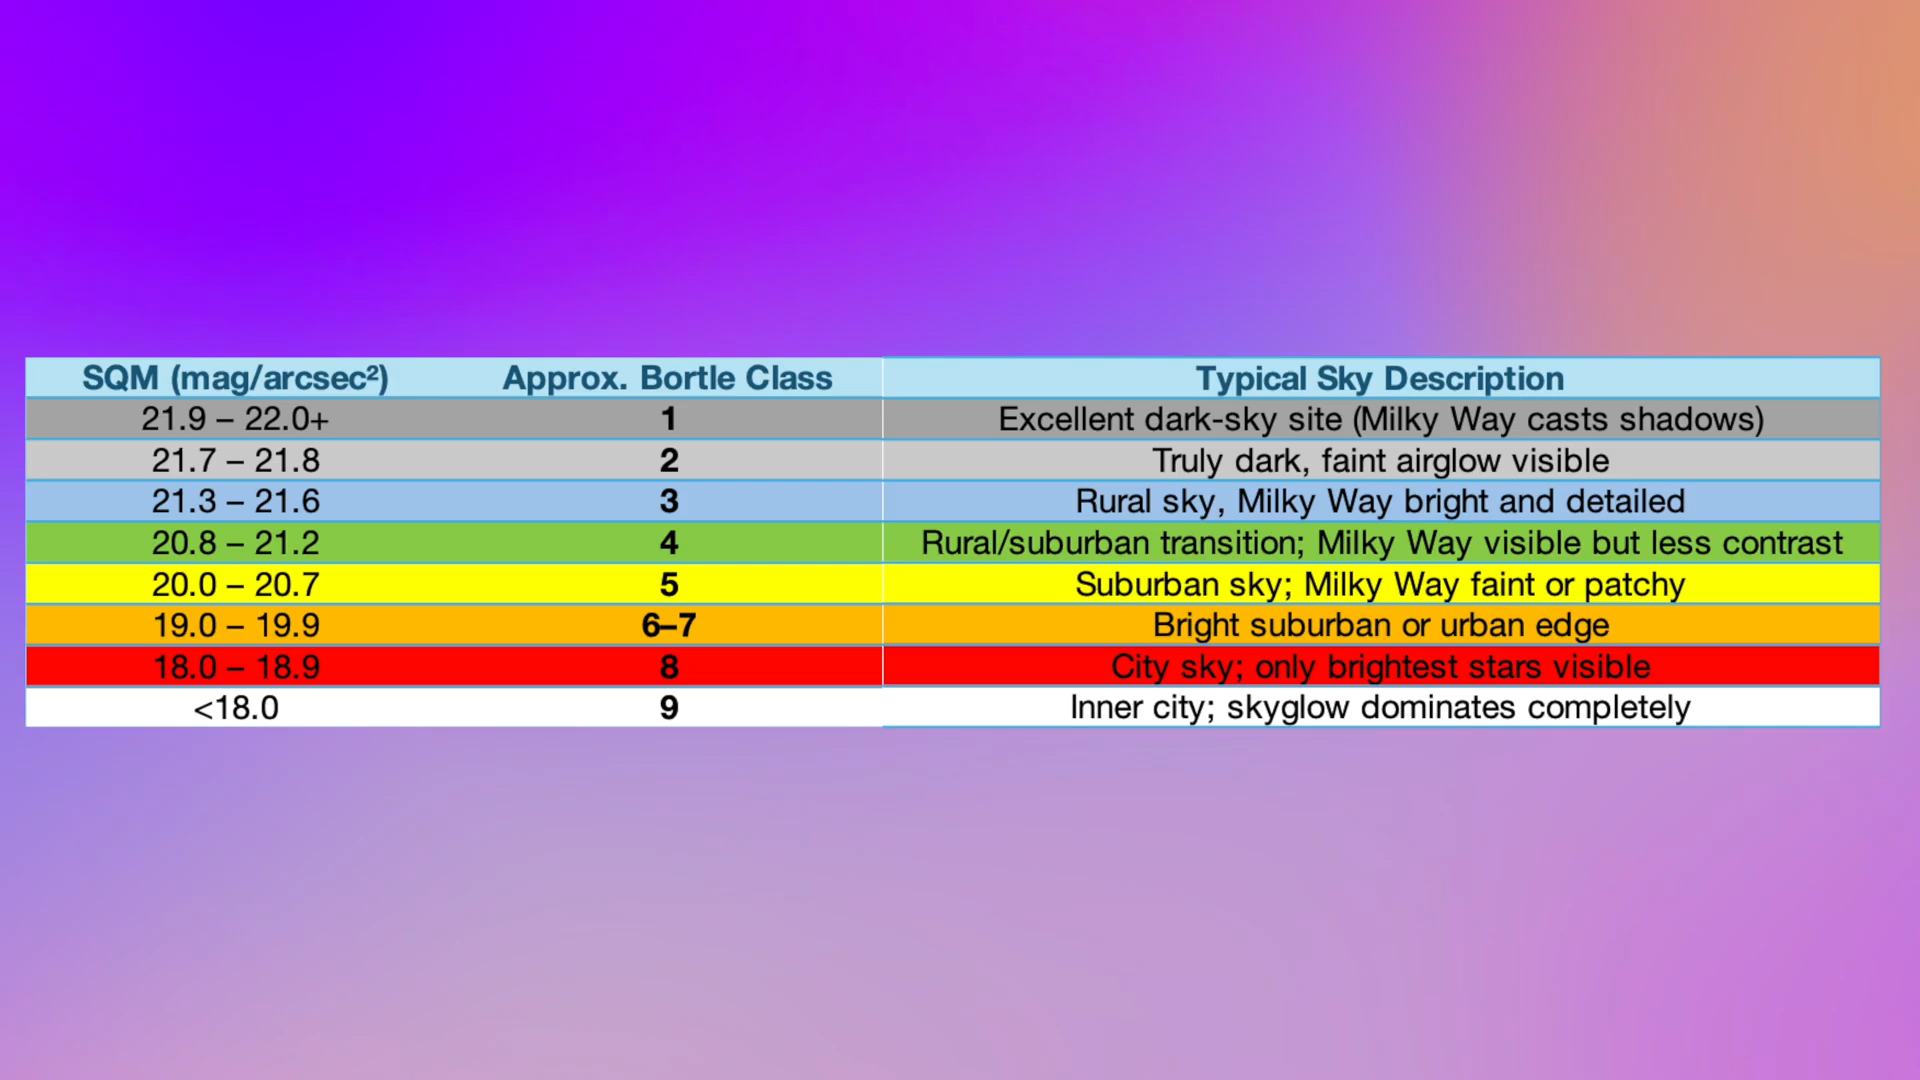 SQM (mag/arcsec²) Approx. Bortle Class Typical Sky Description
21.9 – 22.0+ 1 Excellent dark-sky site (Milky Way casts shadows)
21.7 – 21.8 2 Truly dark, faint airglow visible
21.3 – 21.6 3 Rural sky, Milky Way bright and detailed
20.8 – 21.2 4 Rural/suburban transition; Milky Way visible but less contrast
20.0 – 20.7 5 Suburban sky; Milky Way faint or patchy
19.0 – 19.9 6–7 Bright suburban or urban edge
18.0 – 18.9 8 City sky; only brightest stars visible
<18.0 9 Inner city; skyglow dominates completely